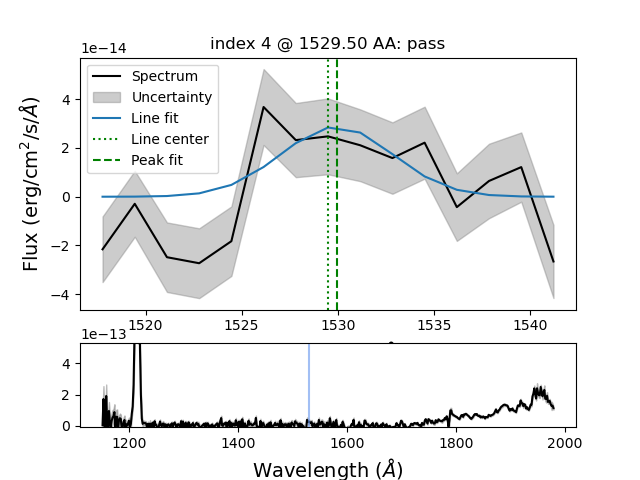 index 4 @ 1529.50 AA: pass
1e−14
Spectrum
Uncertainty
Line fit
Line center
Peak fit
Flux (erg/cm²/s/Å)
4
2
0
−2
−4
1520
1525
1530
1535
1540
1e−13
4
2
0
1200
1400
1600
1800
2000
Wavelength (Å)